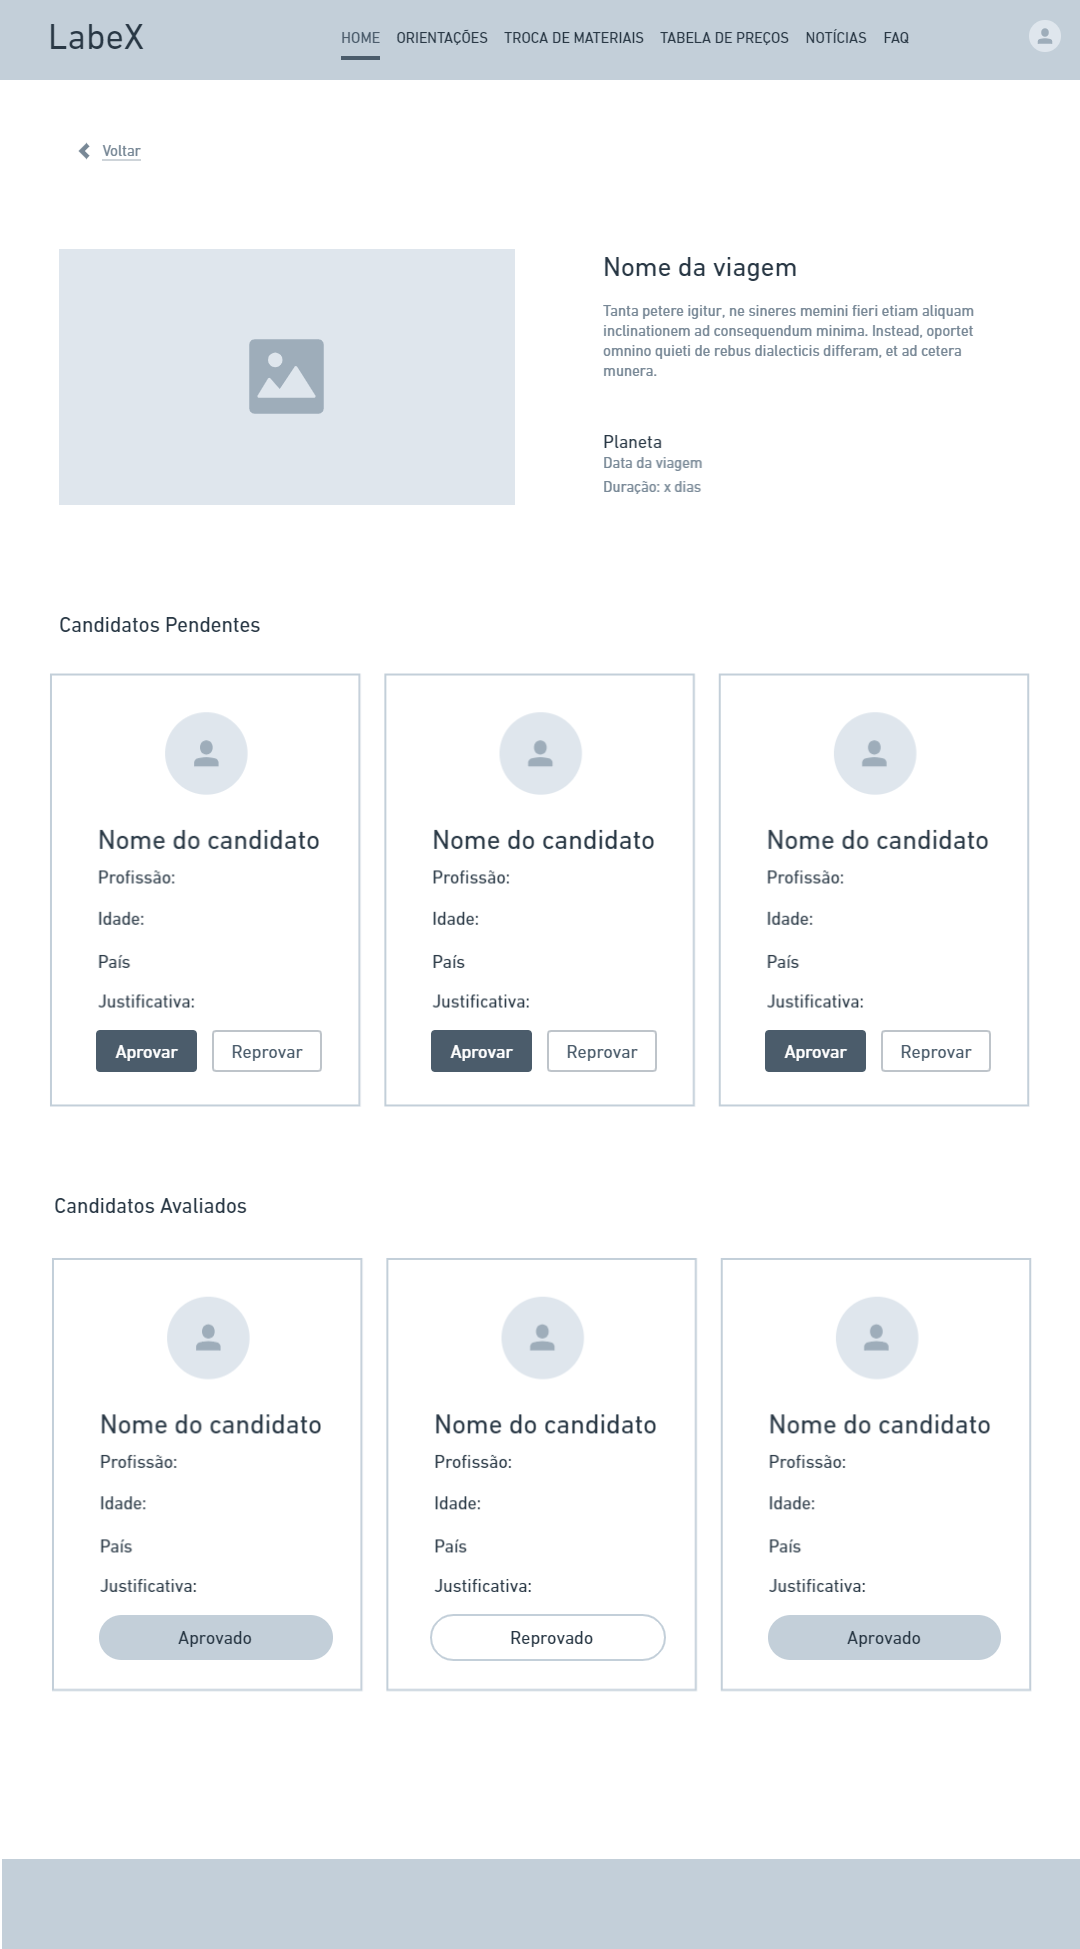 LabeX
HOME ORIENTAÇÕES TROCA DE MATERIAIS TABELA DE PREÇOS NOTÍCIAS FAQ
Voltar
Nome da viagem
Tanta petere igitur, ne sineres memini fieri etiam aliquam
inclinationem ad consequendum minima. Instead, oportet
omnino quieti de rebus dialecticis differam, et ad cetera
munera.
Planeta
Data da viagem
Duração: x dias
Candidatos Pendentes
Nome do candidato
Profissão:
Idade:
País
Justificativa:
Aprovar Reprovar
Nome do candidato
Profissão:
Idade:
País
Justificativa:
Aprovar Reprovar
Nome do candidato
Profissão:
Idade:
País
Justificativa:
Aprovar Reprovar
Candidatos Avaliados
Nome do candidato
Profissão:
Idade:
País
Justificativa:
Aprovado
Nome do candidato
Profissão:
Idade:
País
Justificativa:
Reprovado
Nome do candidato
Profissão:
Idade:
País
Justificativa:
Aprovado